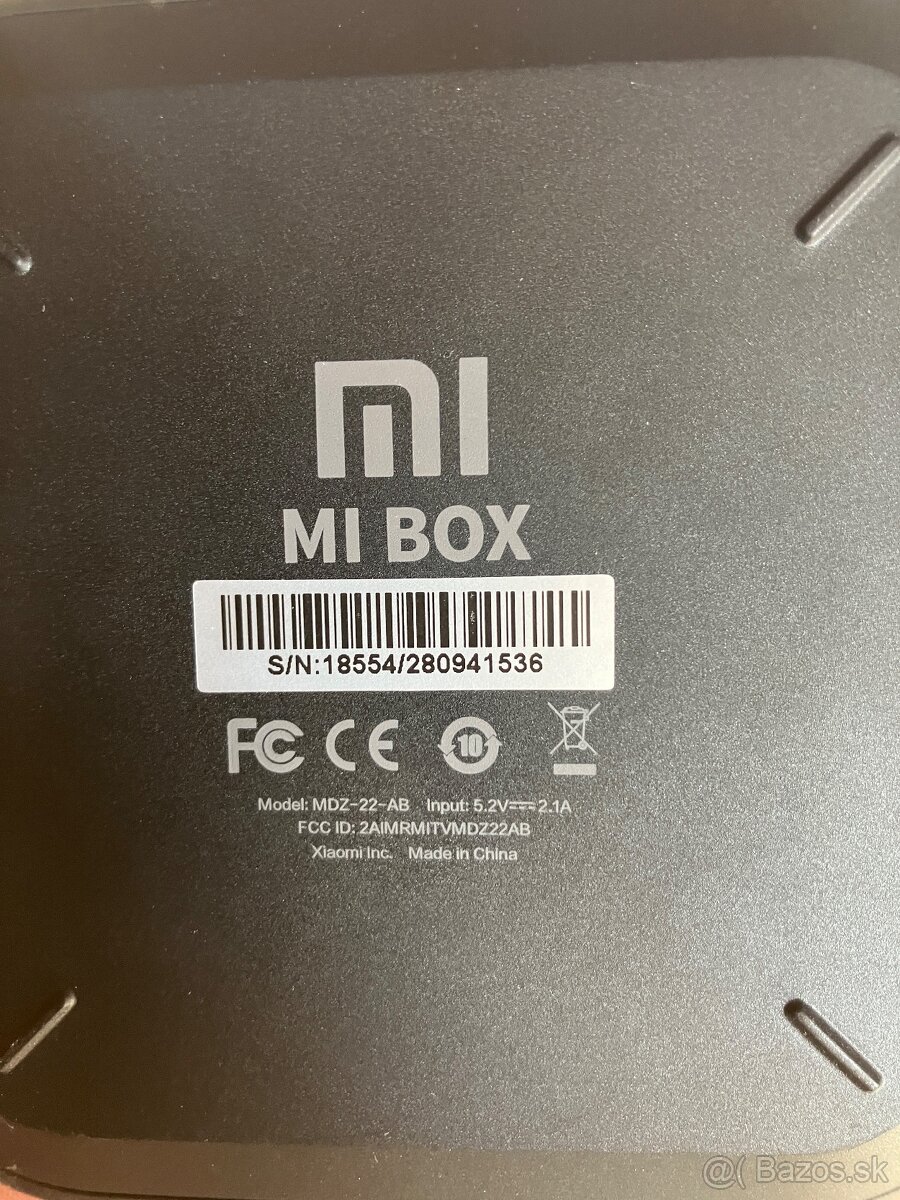 MI
MI BOX
S/N:18554/280941536
FC CE 10
Model: MDZ-22-AB Input: 5.2V⎓2.1A
FCC ID: 2AIMRMITVMDZ22AB
Xiaomi Inc. Made in China
@( Bazos.sk